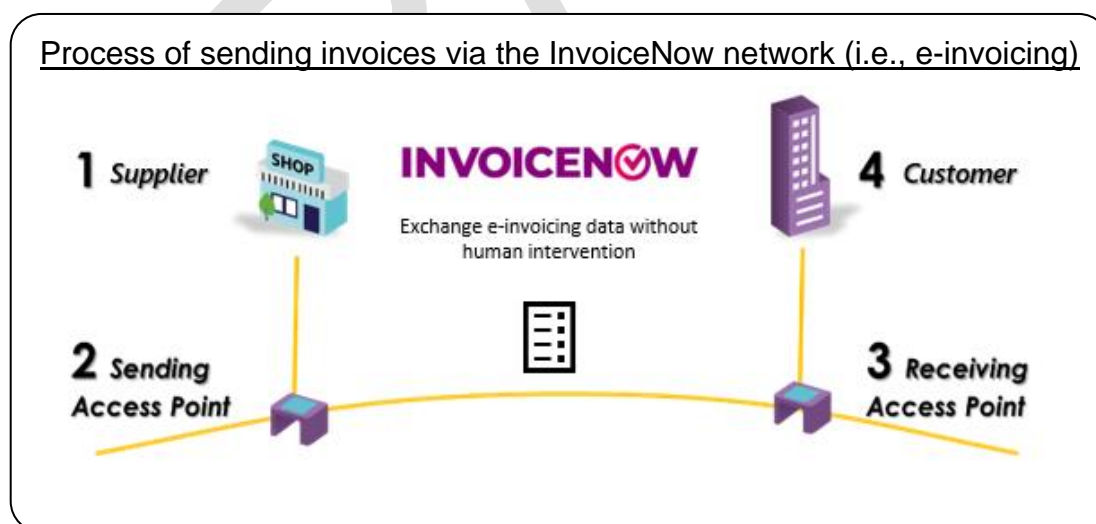 Process of sending invoices via the InvoiceNow network (i.e., e-invoicing)
1 Supplier
SHOP
INVOICENOW
4 Customer
Exchange e-invoicing data without
human intervention
2 Sending
Access Point
3 Receiving
Access Point